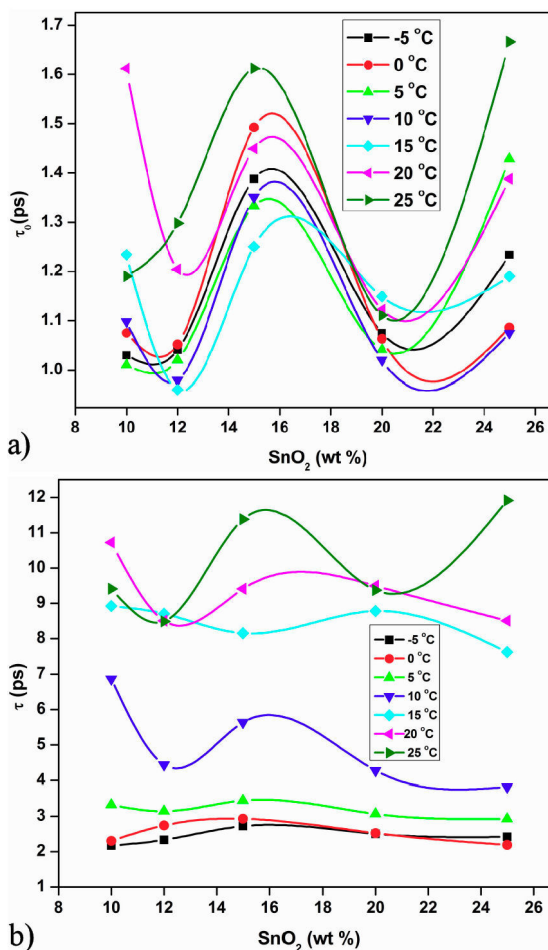 1.7
1.6
1.5
1.4
1.3
1.2
1.1
1.0
τ₀(ps)
-5 °C
0 °C
5 °C
10 °C
15 °C
20 °C
25 °C
8 10 12 14 16 18 20 22 24 26
SnO₂ (wt %)
a)
12
11
10
9
8
7
6
5
4
3
2
1
τ (ps)
-5 °C
0 °C
5 °C
10 °C
15 °C
20 °C
25 °C
8 10 12 14 16 18 20 22 24 26
SnO₂ (wt %)
b)